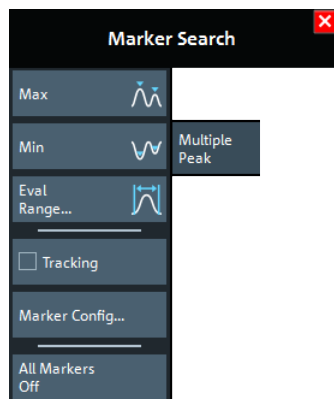 Marker Search
Max
Min
Multiple
Peak
Eval
Range...
Tracking
Marker Config...
All Markers
Off